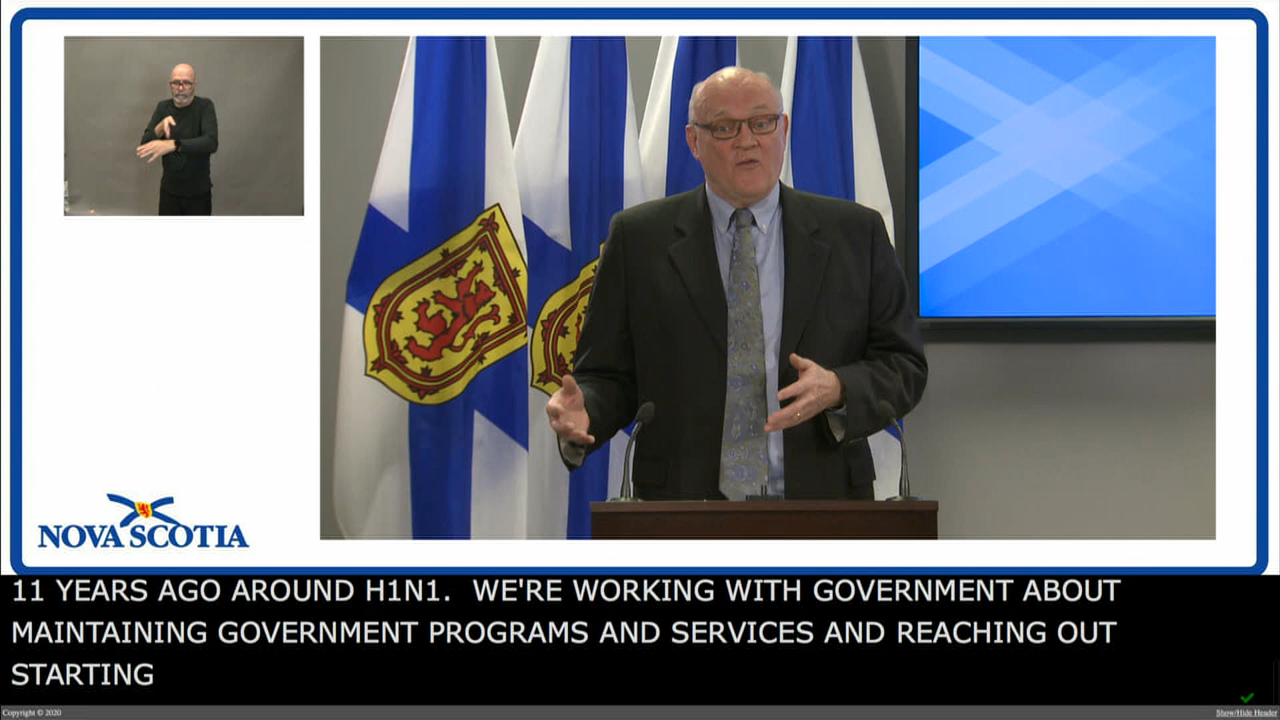 NOVA SCOTIA
11 YEARS AGO AROUND H1N1.  WE'RE WORKING WITH GOVERNMENT ABOUT
MAINTAINING GOVERNMENT PROGRAMS AND SERVICES AND REACHING OUT
STARTING
Copyright © 2020
Show/Hide Header